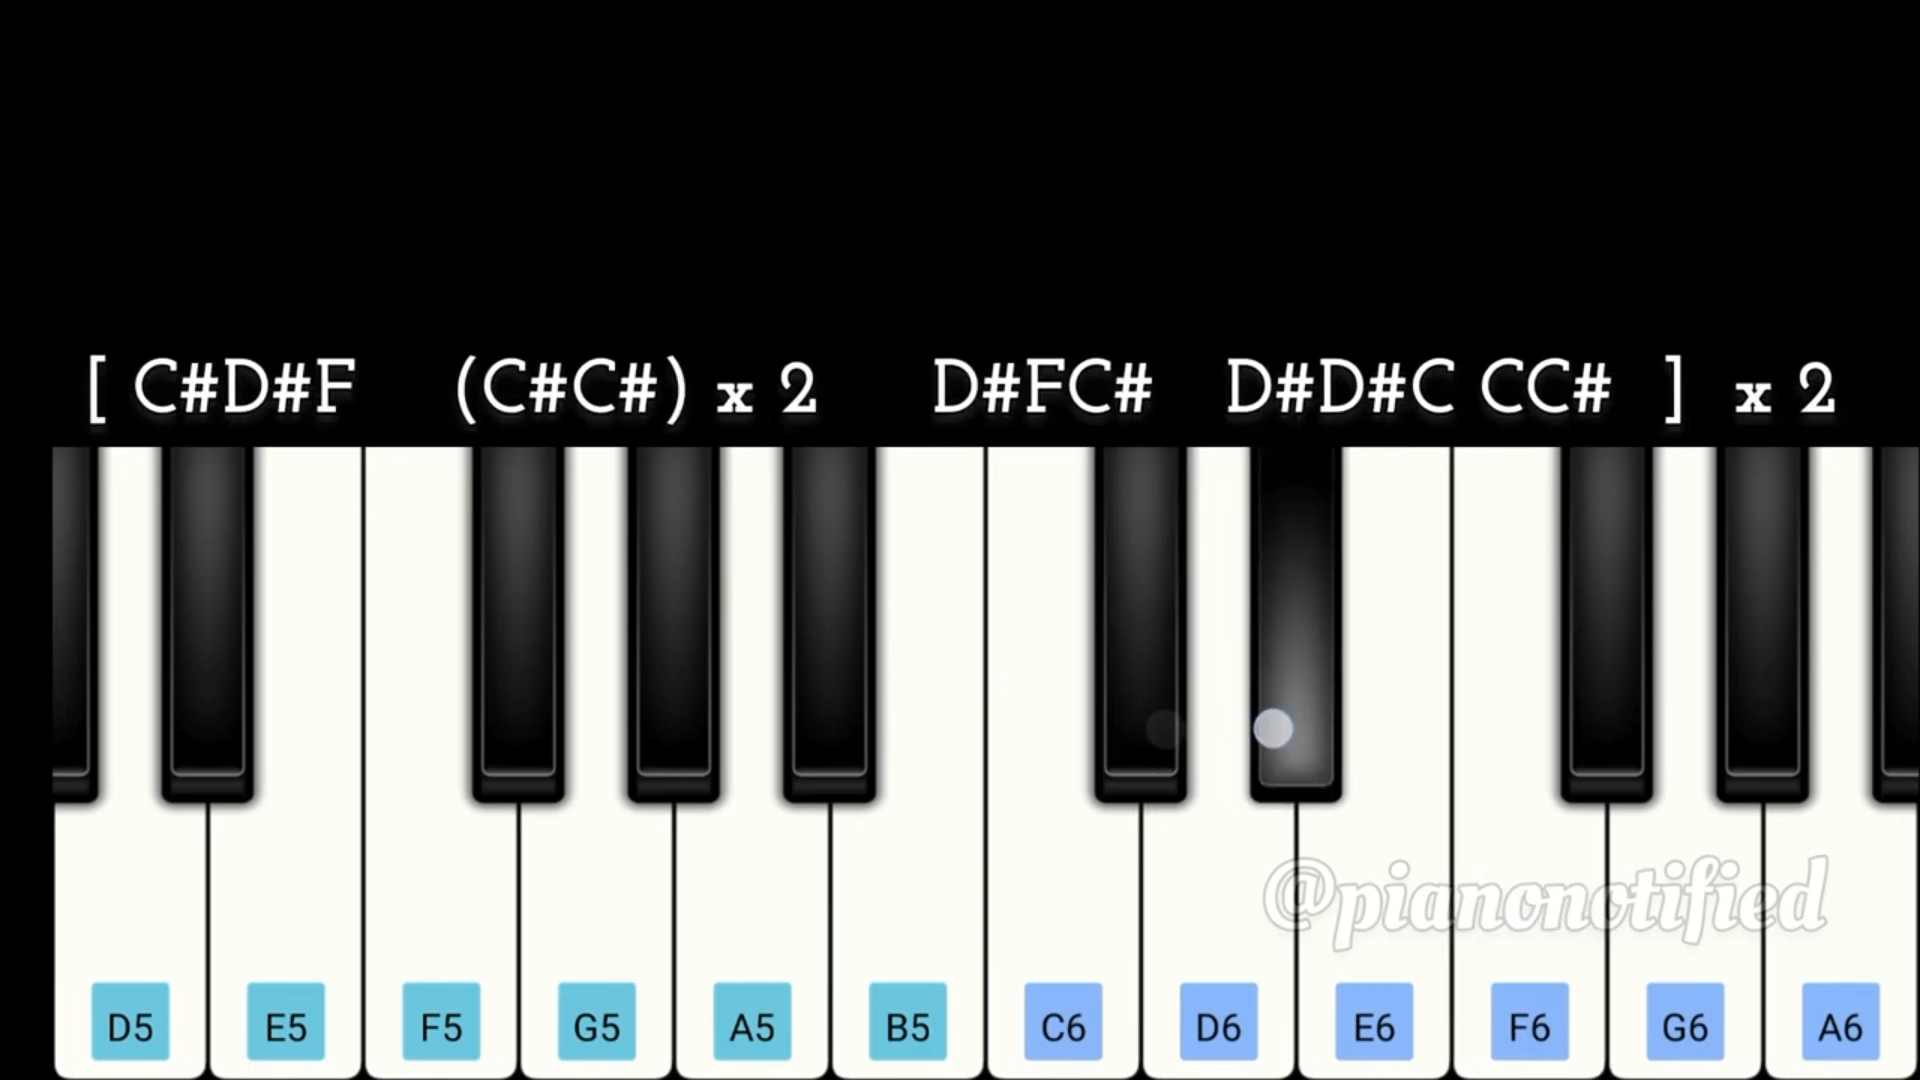 [ C#D#F (C#C#) x 2 D#FC# D#D#C CC# ] x 2
@pianonotified
D5 E5 F5 G5 A5 B5 C6 D6 E6 F6 G6 A6